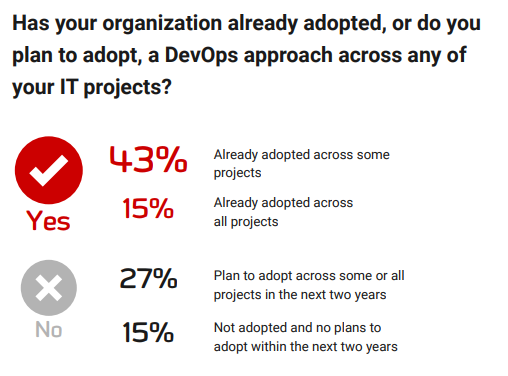 Has your organization already adopted, or do you
plan to adopt, a DevOps approach across any of
your IT projects?
Yes
43%
Already adopted across some
projects
15%
Already adopted across
all projects
No
27%
Plan to adopt across some or all
projects in the next two years
15%
Not adopted and no plans to
adopt within the next two years